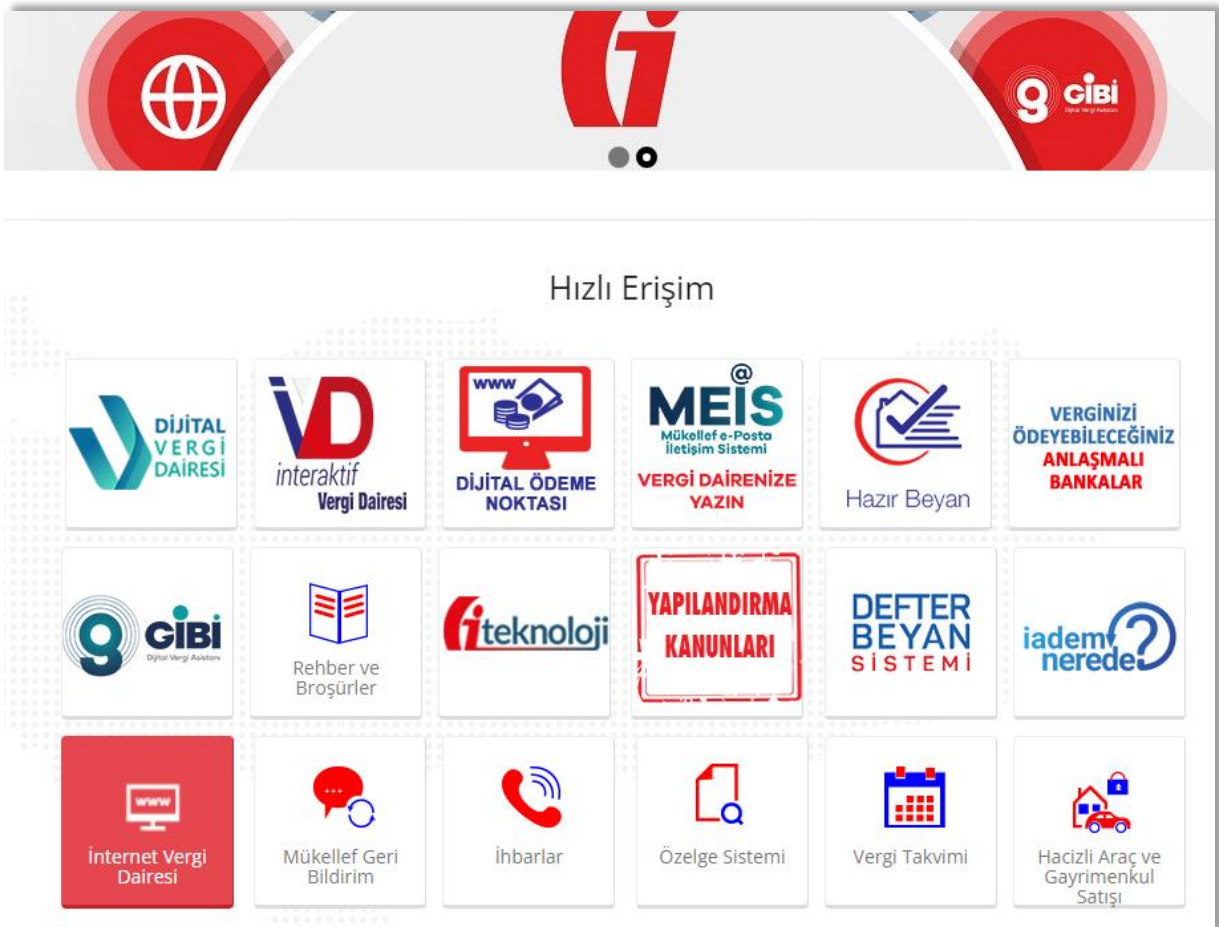 GİBİ
Dijital Vergi Asistanı
Hızlı Erişim
DİJİTAL
VERGİ
DAİRESİ
iVD
interaktif
Vergi Dairesi
WWW
DİJİTAL ÖDEME
NOKTASI
@
MEİS
Mükellef e-Posta
İletişim Sistemi
VERGİ DAİRENİZE
YAZIN
Hazır Beyan
VERGİNİZİ
ÖDEYEBİLECEĞİNİZ
ANLAŞMALI
BANKALAR
GİBİ
Dijital Vergi Asistanı
Rehber ve
Broşürler
teknoloji
YAPILANDIRMA
KANUNLARI
DEFTER
BEYAN
SİSTEMİ
iadem
nerede?
www
İnternet Vergi
Dairesi
Mükellef Geri
Bildirim
İhbarlar
Özelge Sistemi
Vergi Takvimi
Hacizli Araç ve
Gayrimenkul
Satışı